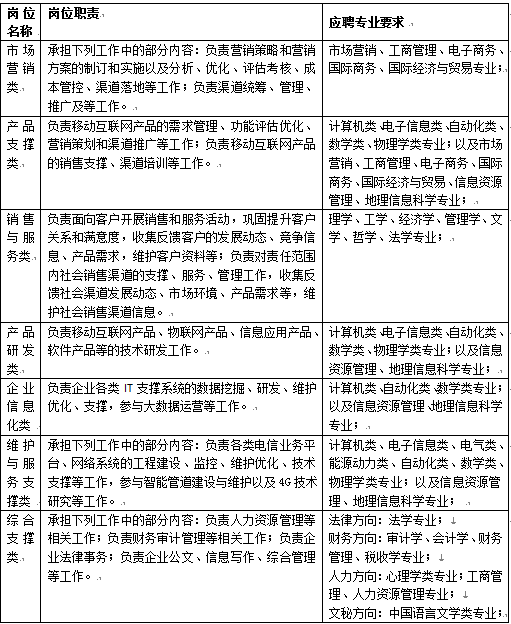 岗位名称 岗位职责 应聘专业要求
市场营销类
承担下列工作中的部分内容：负责营销策略和营销
方案的制订和实施以及分析、优化、评估考核、成
本管控、渠道落地等工作；负责渠道统筹、管理、
推广及等工作。
市场营销、工商管理、电子商务、
国际商务、国际经济与贸易专业；
产品支撑类
负责移动互联网产品的需求管理、功能评估优化、
营销策划和渠道推广等工作；负责移动互联网产品
的销售支撑、渠道培训等工作。
计算机类、电子信息类、自动化类、
数学类、物理学类专业；以及市场
营销、工商管理、电子商务、国际
商务、国际经济与贸易、信息资源
管理、地理信息科学专业；
销售与服务类
负责面向客户开展销售和服务活动，巩固提升客户
关系和满意度，收集反馈客户的发展动态、竞争信
息、产品需求，维护客户资料等；负责对责任范围
内社会销售渠道的支撑、服务、管理工作，收集反
馈社会渠道发展动态、市场环境、产品需求等，维
护社会销售渠道信息。
理学、工学、经济学、管理学、文
学、哲学、法学专业；
产品研发类
负责移动互联网产品、物联网产品、信息应用产品、
软件产品等的技术研发工作。
计算机类、电子信息类、自动化类、
数学类、物理学类专业；以及信息
资源管理、地理信息科学专业；
企业信息化类
负责企业各类 IT 支撑系统的数据挖掘、研发、维护
优化、支撑，参与大数据运营等工作。
计算机类、自动化类、数学类专业；
以及信息资源管理、地理信息科学
专业；
维护与服务支撑类
承担下列工作中的部分内容：负责各类电信业务平
台、网络系统的工程建设、监控、维护优化、技术
支撑等工作，参与智能管道建设与维护以及 4G 技术
研究等工作。
计算机类、电子信息类、电气类、
能源动力类、自动化类、数学类、
物理学类专业；以及信息资源管
理、地理信息科学专业；
综合支撑类
承担下列工作中的部分内容：负责人力资源管理等
相关工作；负责财务审计管理等相关工作；负责企
业法律事务；负责企业公文、信息写作、综合管理
等工作。
法律方向：法学专业；
财务方向：审计学、会计学、财务
管理、税收学专业；
人力方向：心理学类专业；工商管
理、人力资源管理专业；
文秘方向：中国语言文学类专业；